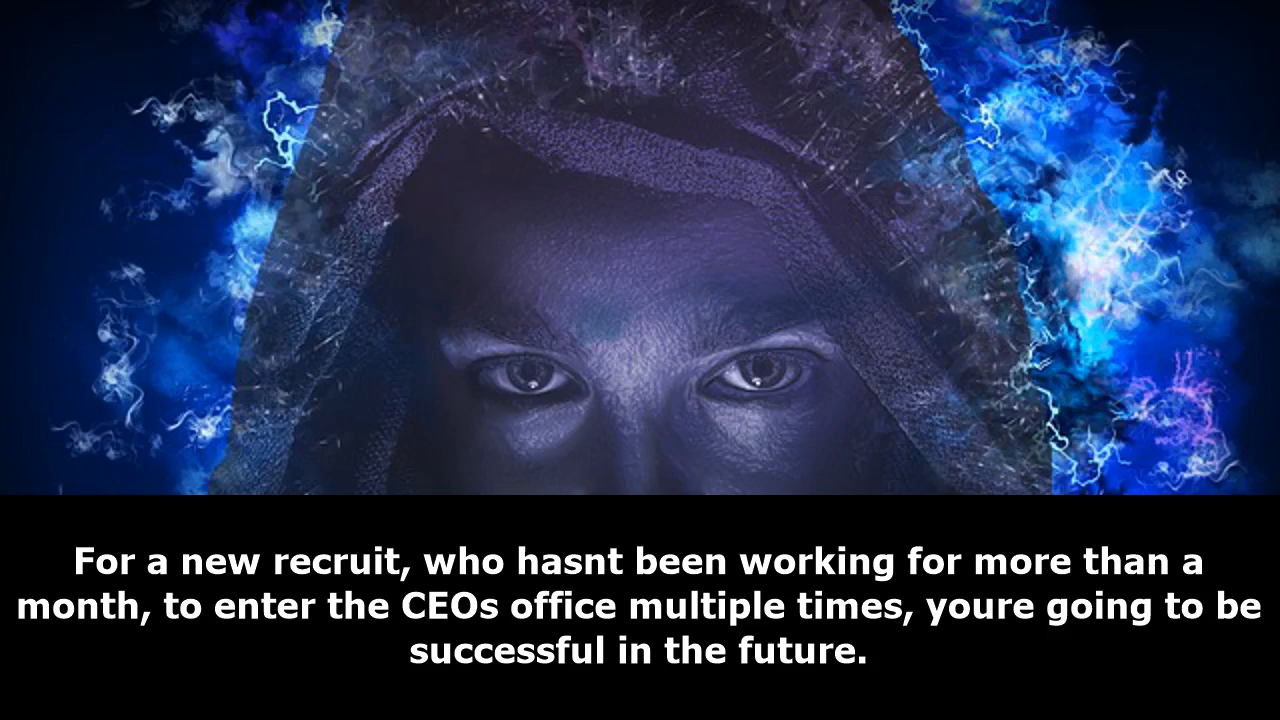 For a new recruit, who hasnt been working for more than a
month, to enter the CEOs office multiple times, youre going to be
successful in the future.